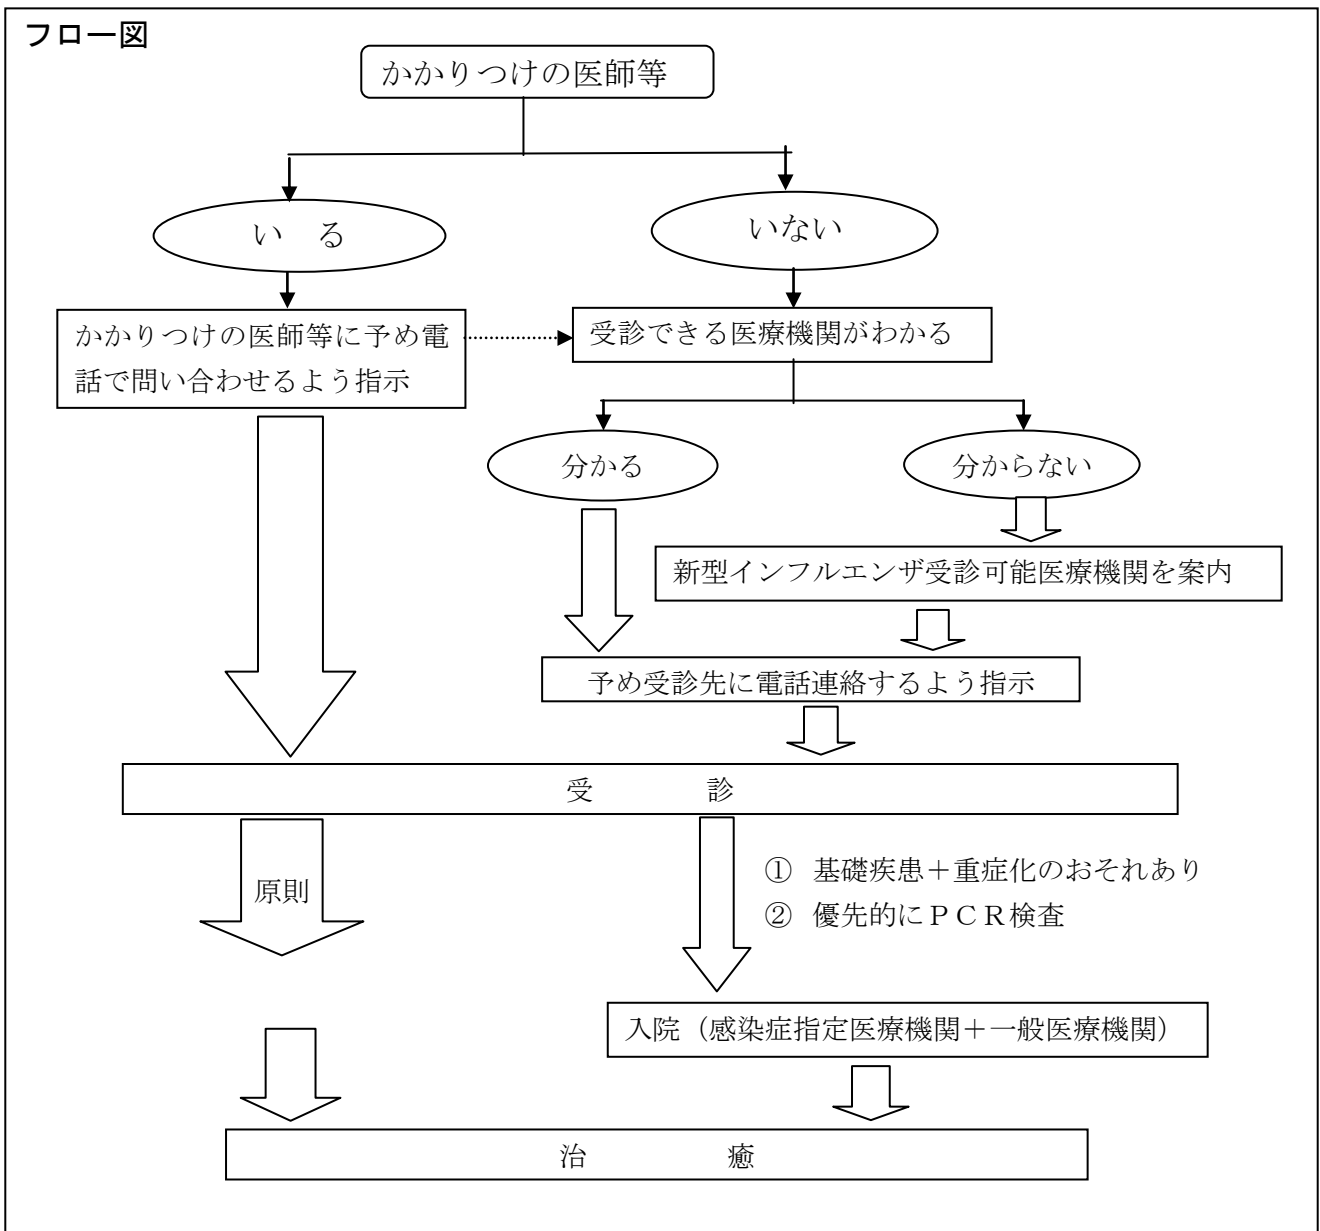 フロー図
かかりつけの医師等
い　る
いない
かかりつけの医師等に予め電
話で問い合わせるよう指示
受診できる医療機関がわかる
分かる
分からない
新型インフルエンザ受診可能医療機関を案内
予め受診先に電話連絡するよう指示
受　　　　診
原則
①　基礎疾患＋重症化のおそれあり
②　優先的にＰＣＲ検査
入院（感染症指定医療機関＋一般医療機関）
治　　　　　癒